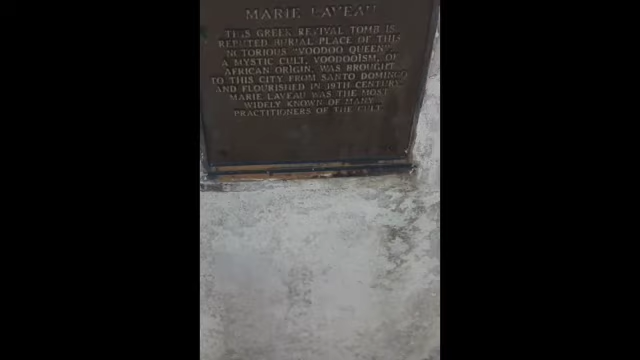 MARIE LAVEAU
THIS GREEK REVIVAL TOMB IS
REPUTED BURIAL PLACE OF THIS
NOTORIOUS "VOODOO QUEEN".
A MYSTIC CULT, VOODOOISM, OF
AFRICAN ORIGIN, WAS BROUGHT
TO THIS CITY FROM SANTO DOMINGO
AND FLOURISHED IN 19TH CENTURY.
MARIE LAVEAU WAS THE MOST
WIDELY KNOWN OF MANY
PRACTITIONERS OF THE CULT.